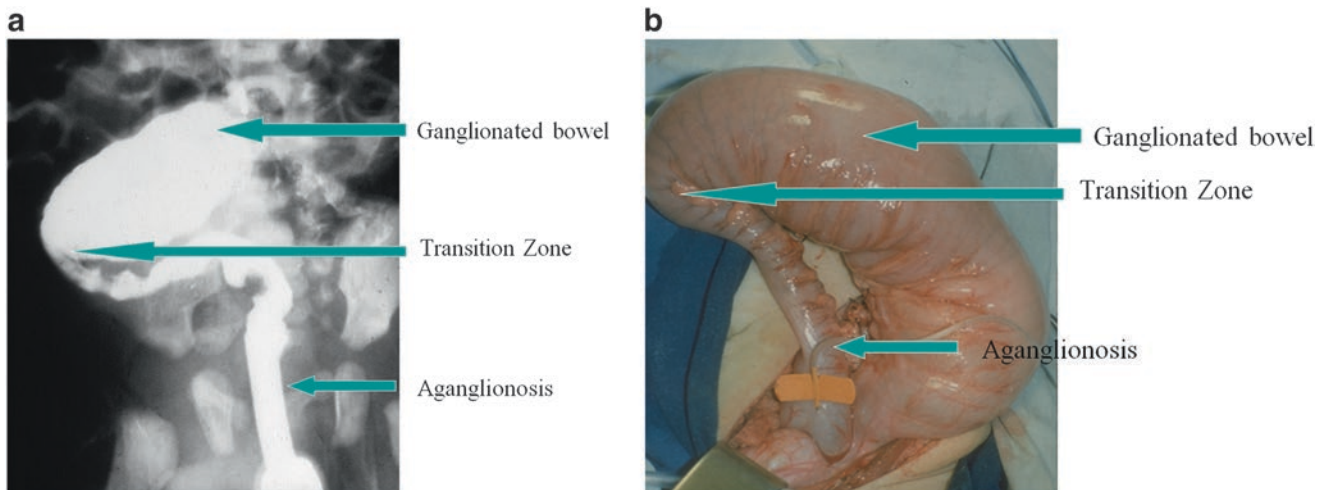 a
Ganglionated bowel
Transition Zone
Aganglionosis
b
Ganglionated bowel
Transition Zone
Aganglionosis